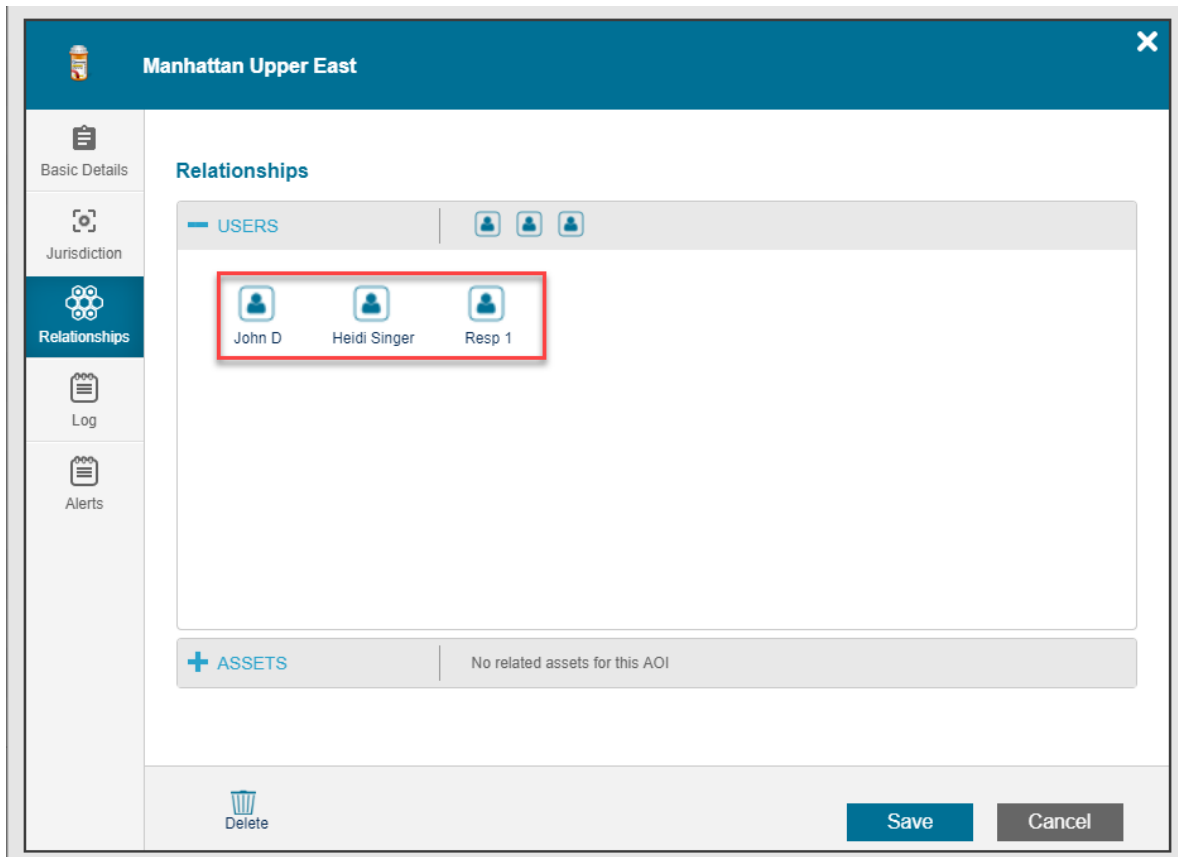 Manhattan Upper East
Basic Details
Jurisdiction
Relationships
Log
Alerts
Relationships
USERS
John D Heidi Singer Resp 1
ASSETS No related assets for this AOI
Delete
Save Cancel